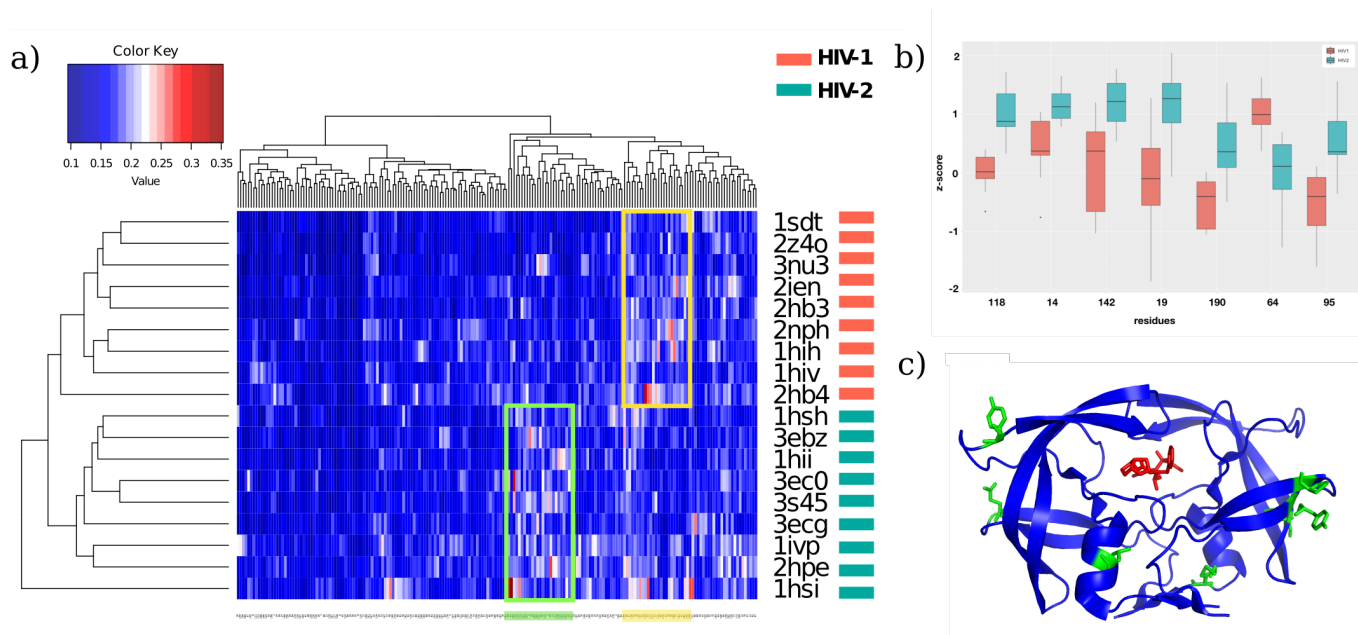 a)
Color Key
0.1 0.15 0.2 0.25 0.3 0.35
Value
HIV-1
HIV-2
1sdt
2z4o
3nu3
2ien
2hb3
2nph
1hih
1hiv
2hb4
1hsh
3ebz
1hii
3ec0
3s45
3ecg
1ivp
2hpe
1hsi
b)
HIV1
HIV2
2
1
0
-1
-2
z-score
118 14 142 19 190 64 95
residues
c)